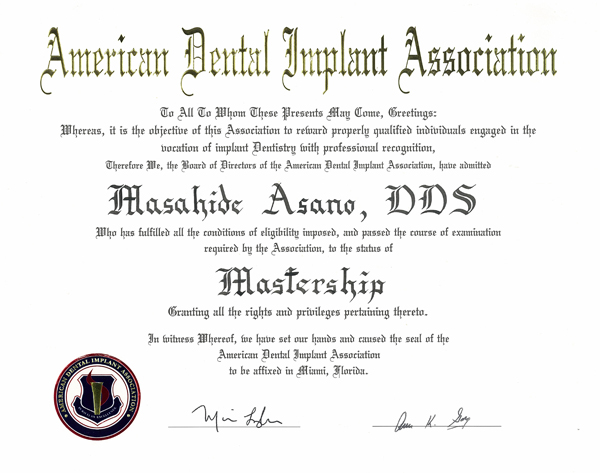 American Dental Implant Association
To All To Whom These Presents May Come, Greetings:
Whereas, it is the objective of this Association to reward properly qualified individuals engaged in the
vocation of implant Dentistry with professional recognition,
Therefore We, the Board of Directors of the American Dental Implant Association, have admitted
Masahide Asano, DDS
Who has fulfilled all the conditions of eligibility imposed, and passed the course of examination
required by the Association, to the status of
Mastership
Granting all the rights and privileges pertaining thereto.
In witness Whereof, we have set our hands and caused the seal of the
American Dental Implant Association
to be affixed in Miami, Florida.
AMERICAN DENTAL IMPLANT ASSOCIATION